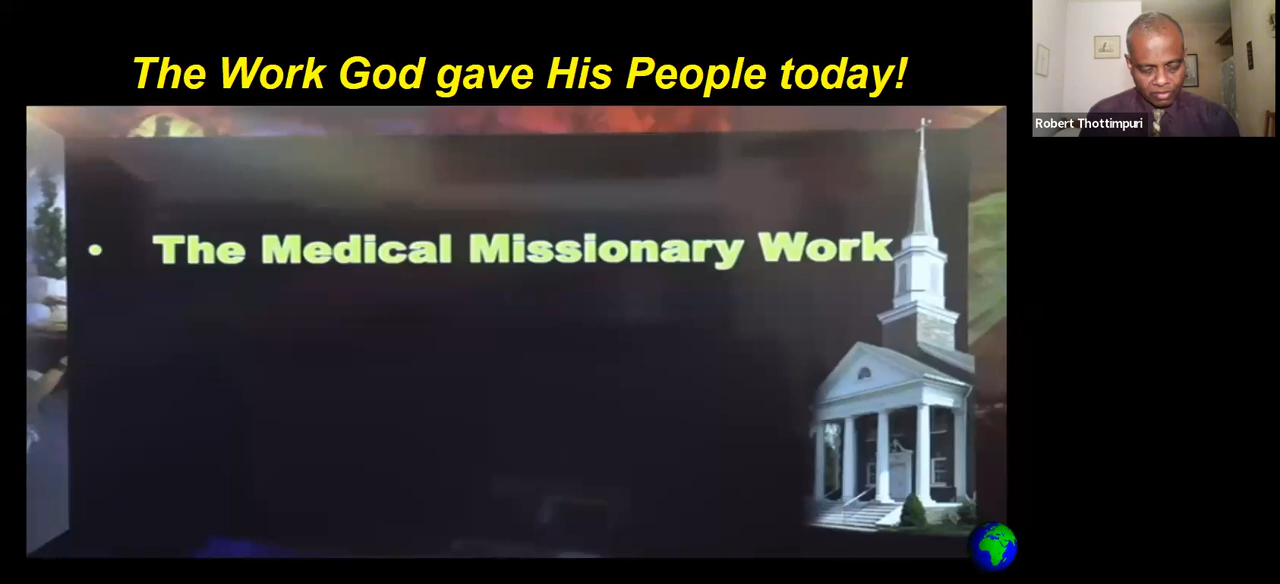 The Work God gave His People today!
• The Medical Missionary Work
Robert Thottimpuri